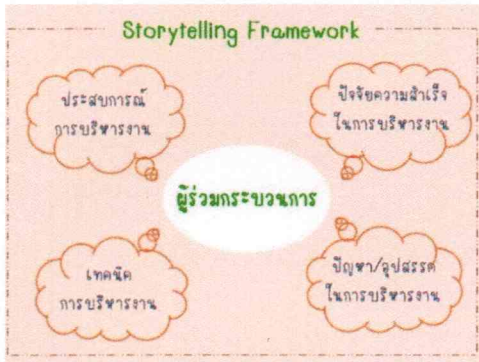 Storytelling Framework
ประสบการณ์
การบริหารงาน
ปัจจัยความสำเร็จ
ในการบริหารงาน
ผู้ร่วมกระบวนการ
เทคนิค
การบริหารงาน
ปัญหา/อุปสรรค
ในการบริหารงาน